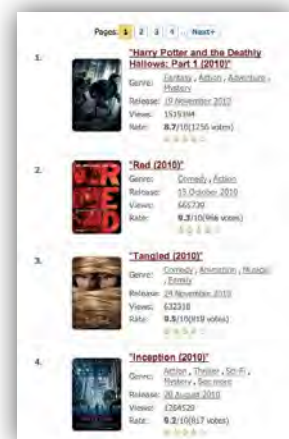 Pages: 1 2 3 4 .. Next>
1.
"Harry Potter and the Deathly
Hallows: Part 1 (2010)"
Genre: Fantasy , Action , Adventure ,
Mystery
Release: 19 November 2010
Views: 1515394
Rate: 8.7/10(1256 votes)
2.
"Red (2010)"
Genre: Comedy , Action
Release: 15 October 2010
Views:
Rate: 9.3/10(966 votes)
RED
3.
"Tangled (2010)"
Genre: Comedy , Animation , Musical
, Family
Release: 24 November 2010
Views: 632318
Rate: 9.5/10(819 votes)
4.
"Inception (2010)"
Genre: Action , Thriller , Sci-Fi ,
Mystery , See more
Release: 20 August 2010
Views: 1264529
Rate: 9.2/10(817 votes)